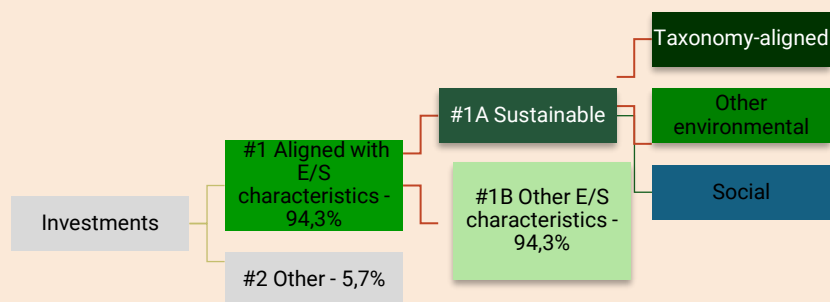 Taxonomy-aligned
#1A Sustainable
Other
environmental
#1 Aligned with
E/S
characteristics -
94,3%
Social
#1B Other E/S
characteristics -
94,3%
Investments
#2 Other - 5,7%